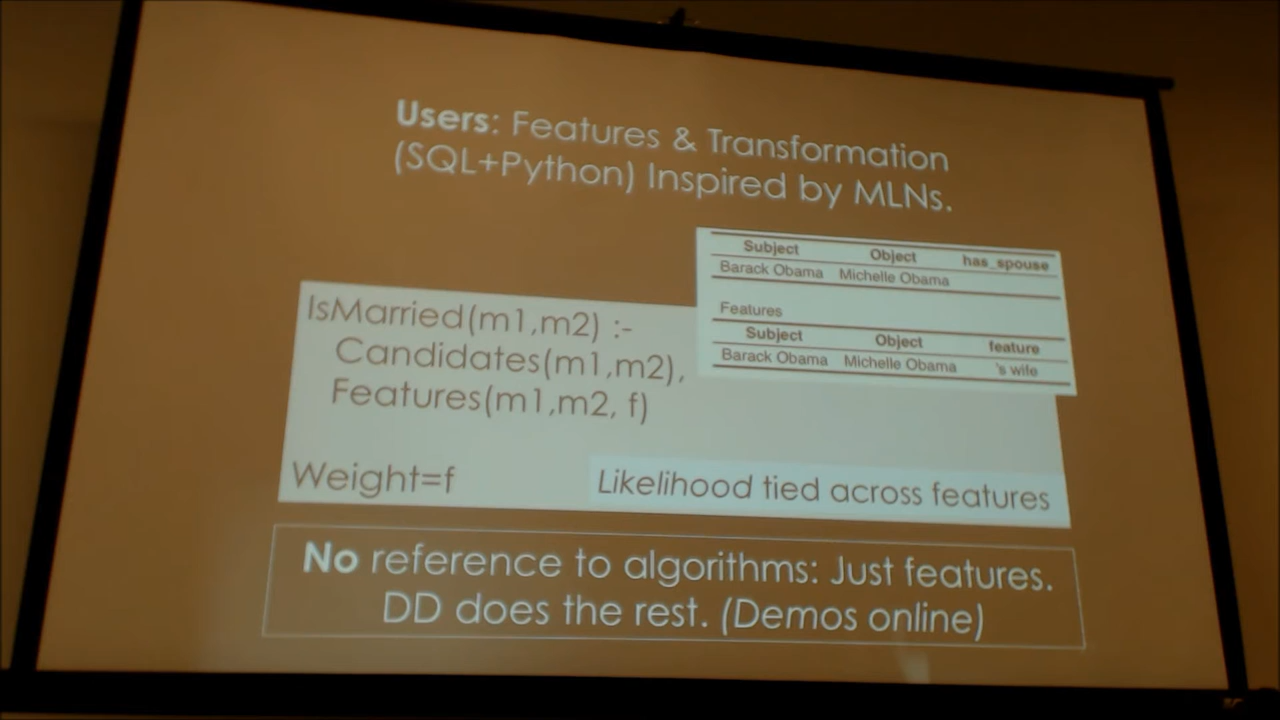 Users: Features & Transformation
(SQL+Python) Inspired by MLNs.
Subject Object has_spouse
Barack Obama Michelle Obama
Features
Subject Object feature
Barack Obama Michelle Obama 's wife
IsMarried(m1,m2) :-
Candidates(m1,m2),
Features(m1,m2, f)
Weight=f
Likelihood tied across features
No reference to algorithms: Just features.
DD does the rest. (Demos online)